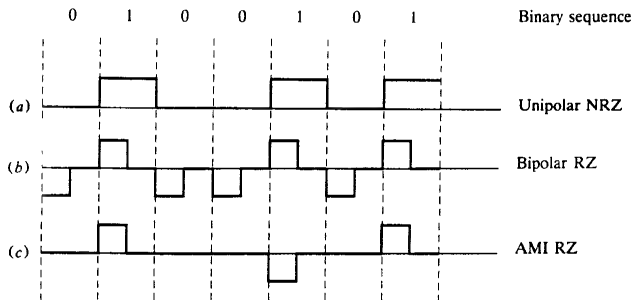 0 1 0 0 1 0 1 Binary sequence
(a) Unipolar NRZ
(b) Bipolar RZ
(c) AMI RZ